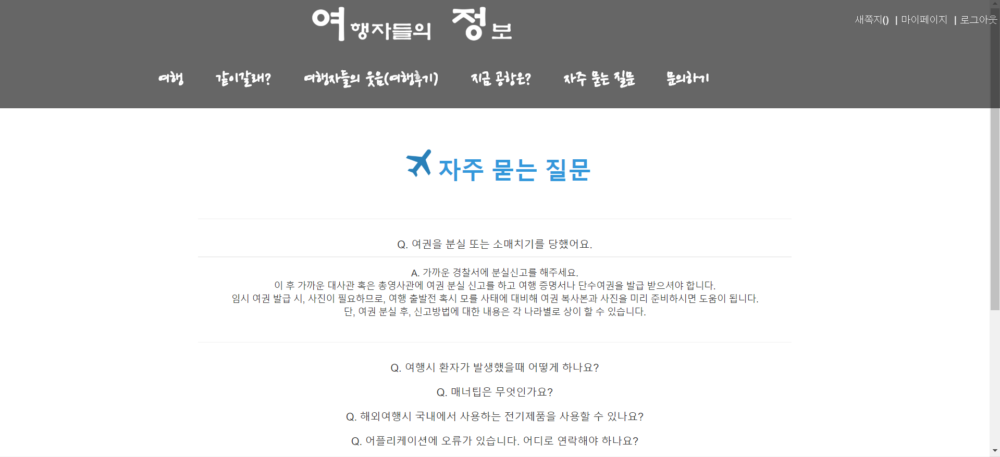 여행자들의 정보
새쪽지() | 마이페이지 | 로그아웃
여행 같이갈래? 여행자들의 웃음(여행후기) 지금 공항은? 자주 묻는 질문 문의하기
자주 묻는 질문
Q. 여권을 분실 또는 소매치기를 당했어요.
A. 가까운 경찰서에 분실신고를 해주세요.
이 후 가까운 대사관 혹은 총영사관에 여권 분실 신고를 하고 여행 증명서나 단수여권을 발급 받으셔야 합니다.
임시 여권 발급 시, 사진이 필요하므로, 여행 출발전 혹시 모를 사태에 대비해 여권 복사본과 사진을 미리 준비하시면 도움이 됩니다.
단, 여권 분실 후, 신고방법에 대한 내용은 각 나라별로 상이 할 수 있습니다.
Q. 여행시 환자가 발생했을때 어떻게 하나요?
Q. 매너팁은 무엇인가요?
Q. 해외여행시 국내에서 사용하는 전기제품을 사용할 수 있나요?
Q. 어플리케이션에 오류가 있습니다. 어디로 연락해야 하나요?